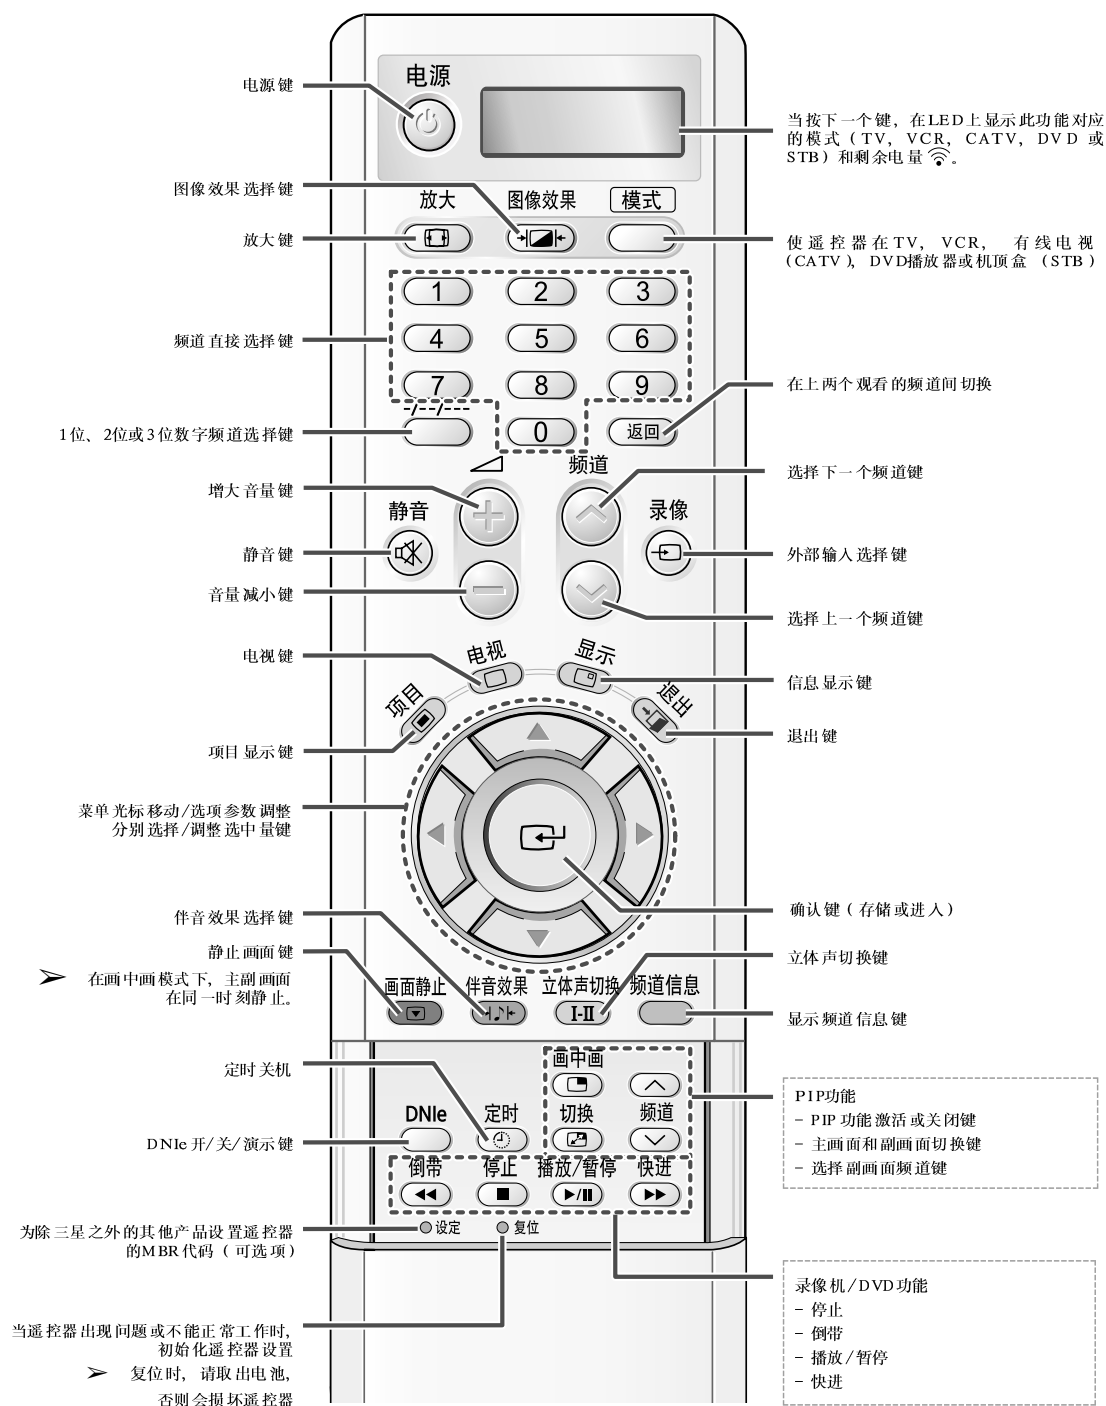 电源键
图像效果选择键
放大键
频道直接选择键
1位、2位或3位数字频道选择键
增大音量键
静音键
音量减小键
电视键
项目显示键
菜单光标移动/选项参数调整
分别选择/调整选中量键
伴音效果选择键
静止画面键
➢ 在画中画模式下，主副画面
在同一时刻静止。
定时关机
DNIe 开/关/演示键
为除三星之外的其他产品设置遥控器
的MBR代码（可选项）
当遥控器出现问题或不能正常工作时，
初始化遥控器设置
➢ 复位时，请取出电池，
否则会损坏遥控器
电源
放大 图像效果 模式
1 2 3
4 5 6
7 8 9
-/--/---
0 返回
频道
静音 录像
电视 显示
项目 退出
画面静止 伴音效果 立体声切换 频道信息
I-II
画中画
DNIe 定时 切换 频道
倒带 停止 播放/暂停 快进
设定 复位
当按下一个键，在LED上显示此功能对应
的模式（TV，VCR，CATV，DVD 或
STB）和剩余电量 。
使遥控器在TV，VCR， 有线电视
(CATV)，DVD播放器或机顶盒 （STB）
在上两个观看的频道间切换
选择下一个频道键
外部输入选择键
选择上一个频道键
信息显示键
退出键
确认键（存储或进入）
立体声切换键
显示频道信息键
PIP功能
– PIP 功能激活或关闭键
– 主画面和副画面切换键
– 选择副画面频道键
录像机/DVD功能
– 停止
– 倒带
– 播放/暂停
– 快进